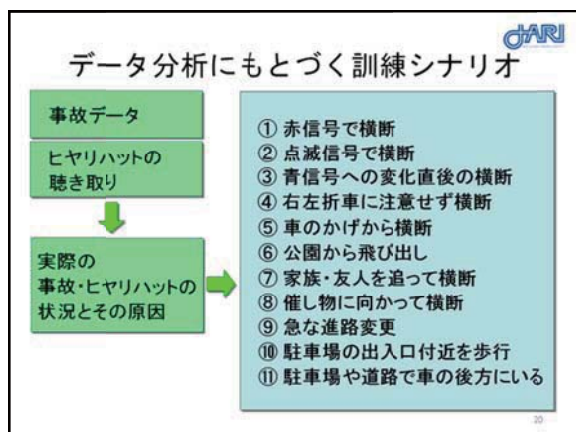 JARI
データ分析にもとづく訓練シナリオ
事故データ
ヒヤリハットの
聴き取り
実際の
事故・ヒヤリハットの
状況とその原因
① 赤信号で横断
② 点滅信号で横断
③ 青信号への変化直後の横断
④ 右左折車に注意せず横断
⑤ 車のかげから横断
⑥ 公園から飛び出し
⑦ 家族・友人を追って横断
⑧ 催し物に向かって横断
⑨ 急な進路変更
⑩ 駐車場の出入口付近を歩行
⑪ 駐車場や道路で車の後方にいる
20